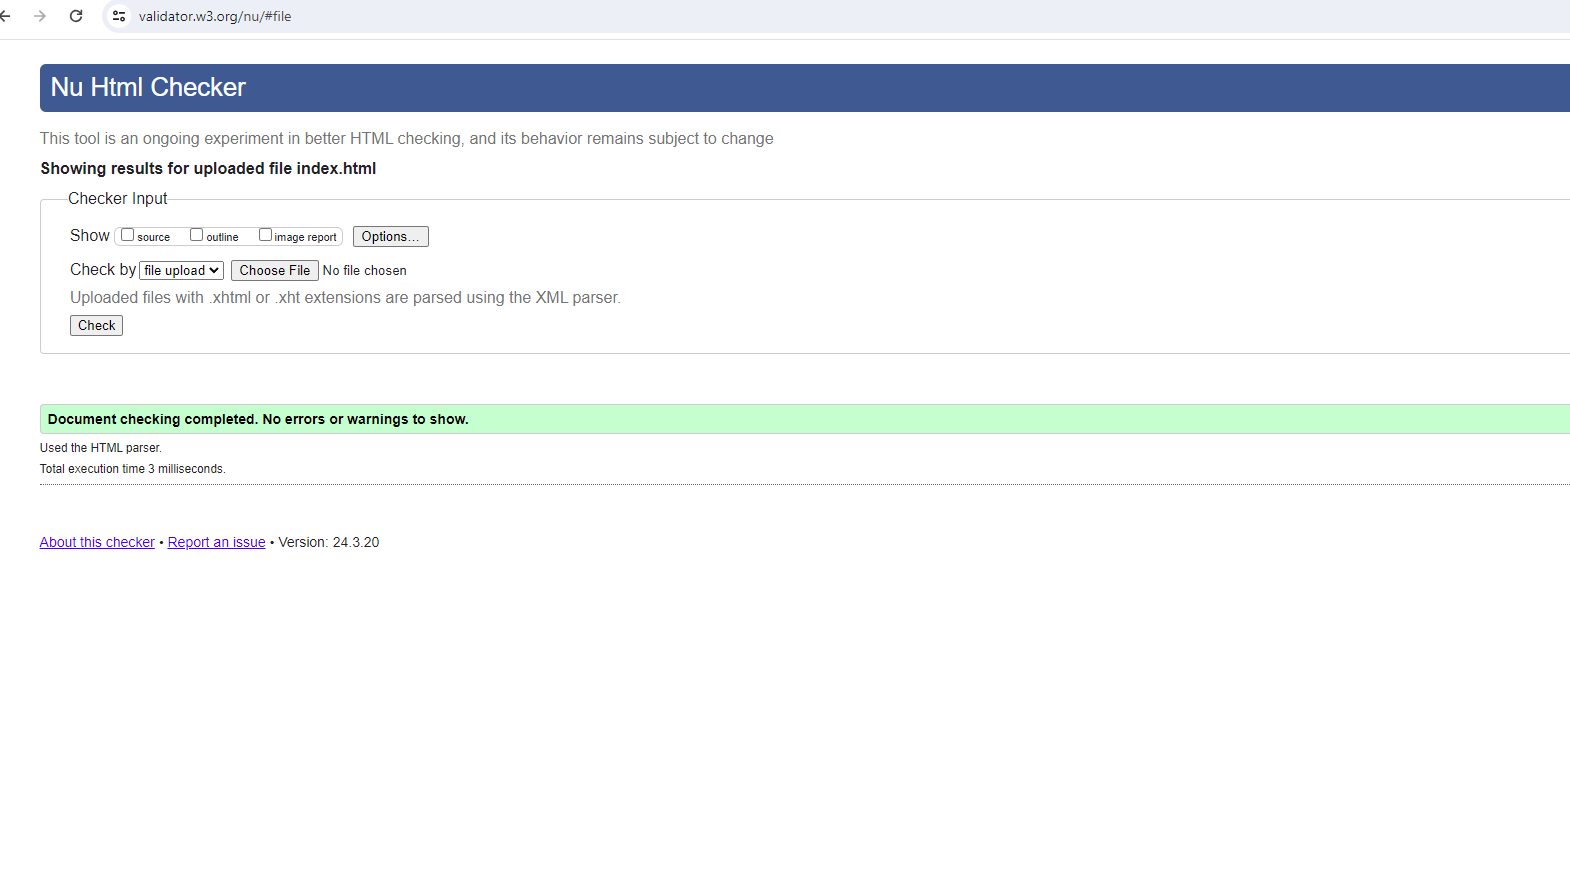 validator.w3.org/nu/#file
Nu Html Checker
This tool is an ongoing experiment in better HTML checking, and its behavior remains subject to change
Showing results for uploaded file index.html
Checker Input
Show source outline image report Options...
Check by file upload Choose File No file chosen
Uploaded files with .xhtml or .xht extensions are parsed using the XML parser.
Check
Document checking completed. No errors or warnings to show.
Used the HTML parser.
Total execution time 3 milliseconds.
About this checker • Report an issue • Version: 24.3.20